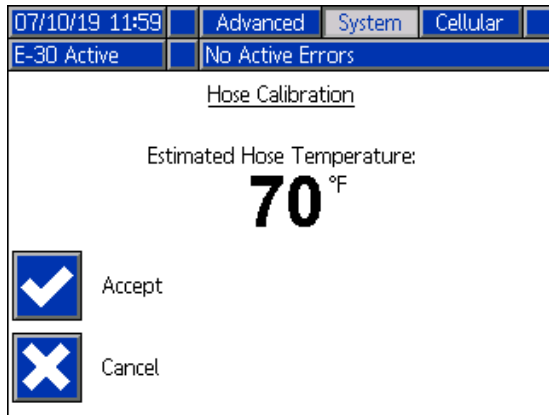 07/10/19 11:59 Advanced System Cellular
E-30 Active No Active Errors
Hose Calibration
Estimated Hose Temperature:
70 °F
Accept
Cancel